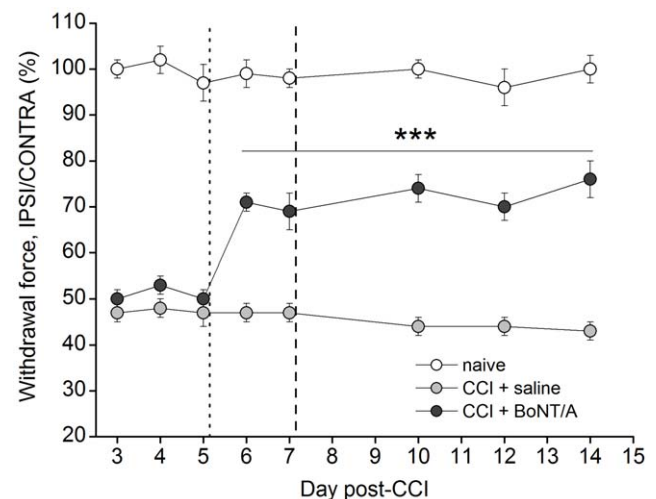 Withdrawal force, IPSI/CONTRA (%)
110
100
90
80
70
60
50
40
30
20
***
naive
CCI + saline
CCI + BoNT/A
3 4 5 6 7 8 9 10 11 12 13 14 15
Day post-CCI